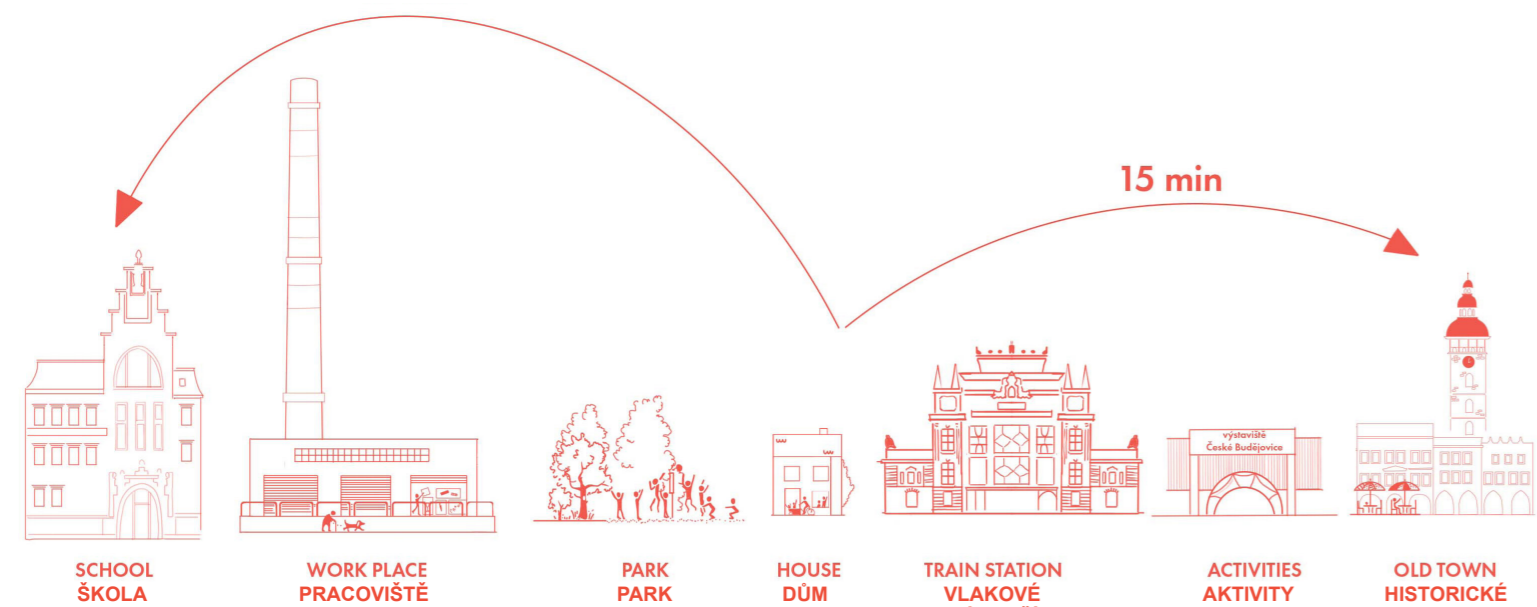 15 min
výstaviště
České Budějovice
SCHOOL
ŠKOLA
WORK PLACE
PRACOVIŠTĚ
PARK
PARK
HOUSE
DŮM
TRAIN STATION
VLAKOVÉ
ACTIVITIES
AKTIVITY
OLD TOWN
HISTORICKÉ